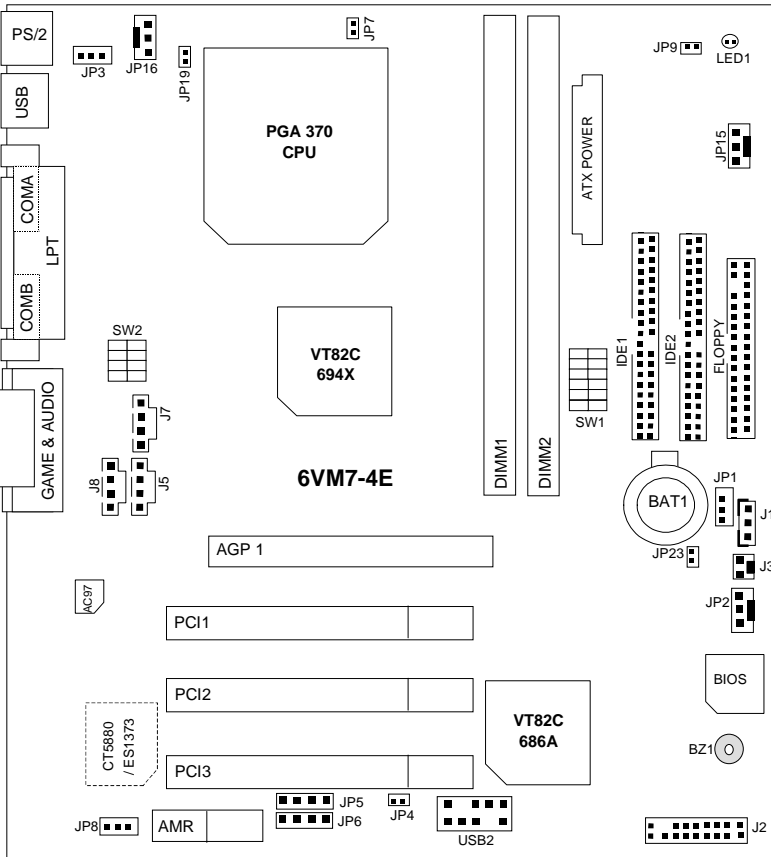 PS/2
JP3
JP16
JP19
JP7
JP9
LED1
USB
PGA 370
CPU
ATX POWER
JP15
COMA
LPT
COMB
SW2
VT82C
694X
SW1
IDE1
IDE2
FLOPPY
GAME & AUDIO
J7
J8
J5
6VM7-4E
DIMM1
DIMM2
BAT1
JP1
J1
AGP 1
JP23
J3
AC97
PCI1
JP2
PCI2
BIOS
CT5880
/ ES1373
VT82C
686A
BZ1
PCI3
JP5
JP8
AMR
JP6
JP4
USB2
J2